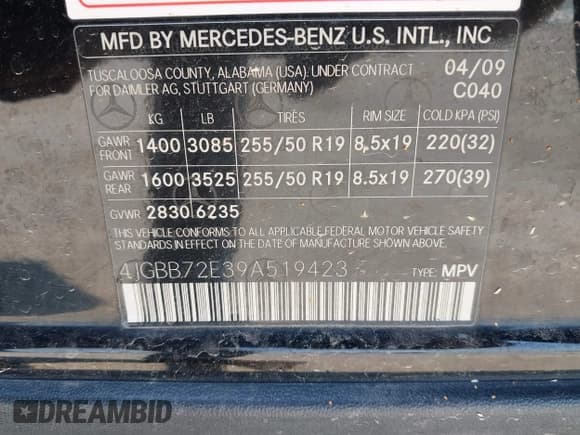 MFD BY MERCEDES-BENZ U.S. INTL., INC
TUSCALOOSA COUNTY, ALABAMA (USA) UNDER CONTRACT 04/09
FOR DAIMLER AG, STUTTGART (GERMANY) C040
KG LB TIRES RIM SIZE COLD KPA (PSI)
GAWR FRONT 1400 3085 255/50 R19 8.5x19 220(32)
GAWR REAR 1600 3525 255/50 R19 8.5x19 270(39)
GVWR 2830 6235
THIS VEHICLE CONFORMS TO ALL APPLICABLE FEDERAL MOTOR VEHICLE SAFETY
STANDARDS IN EFFECT ON THE DATE OF MANUFACTURE SHOWN ABOVE.
4JGBB72E39A519423 TYPE: MPV
DREAMBID